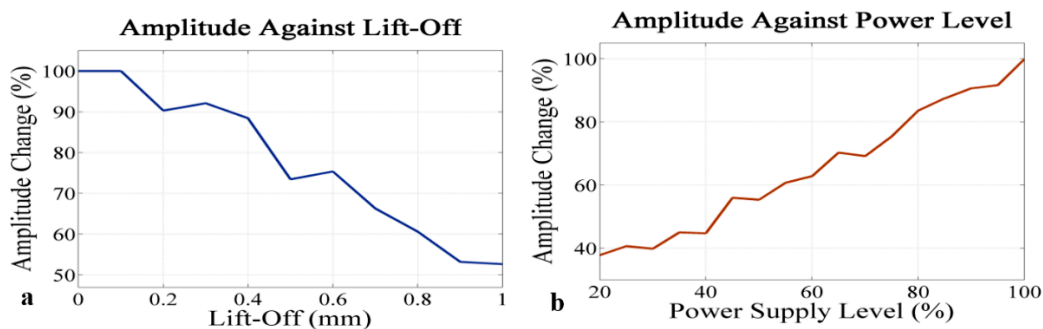 Amplitude Against Lift-Off
Amplitude Change (%)
100
90
80
70
60
50
0 0.2 0.4 0.6 0.8 1
Lift-Off (mm)
a
Amplitude Against Power Level
Amplitude Change (%)
100
80
60
40
20 40 60 80 100
Power Supply Level (%)
b